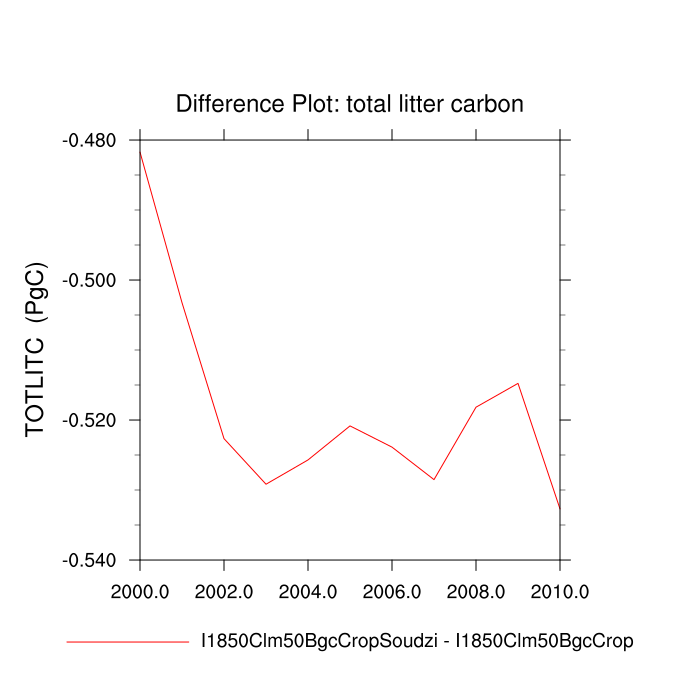 Difference Plot: total litter carbon
TOTLITC (PgC)
-0.480
-0.500
-0.520
-0.540
2000.0 2002.0 2004.0 2006.0 2008.0 2010.0
I1850Clm50BgcCropSoudzi - I1850Clm50BgcCrop